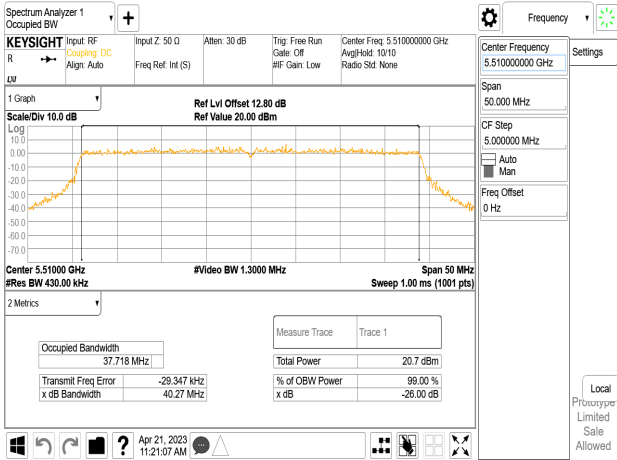 Spectrum Analyzer 1
Occupied BW
Frequency
KEYSIGHT
R
LXI
Input: RF
Coupling: DC
Align: Auto
Input Z: 50 Ω
Freq Ref: Int (S)
Atten: 30 dB
Trig: Free Run
Gate: Off
#IF Gain: Low
Center Freq: 5.510000000 GHz
Avg|Hold: 10/10
Radio Std: None
Center Frequency
5.510000000 GHz
Settings
Span
50.000 MHz
CF Step
5.000000 MHz
Auto
Man
Freq Offset
0 Hz
1 Graph
Scale/Div 10.0 dB
Ref Lvl Offset 12.80 dB
Ref Value 20.00 dBm
Log
10.0
0.00
-10.0
-20.0
-30.0
-40.0
-50.0
-60.0
-70.0
Center 5.51000 GHz
#Res BW 430.00 kHz
#Video BW 1.3000 MHz
Span 50 MHz
Sweep 1.00 ms (1001 pts)
2 Metrics
Occupied Bandwidth
37.718 MHz
Transmit Freq Error -29.347 kHz
x dB Bandwidth 40.27 MHz
Measure Trace Trace 1
Total Power 20.7 dBm
% of OBW Power 99.00 %
x dB -26.00 dB
Local
Prototype
Limited
Sale
Allowed
?
Apr 21, 2023
11:21:07 AM